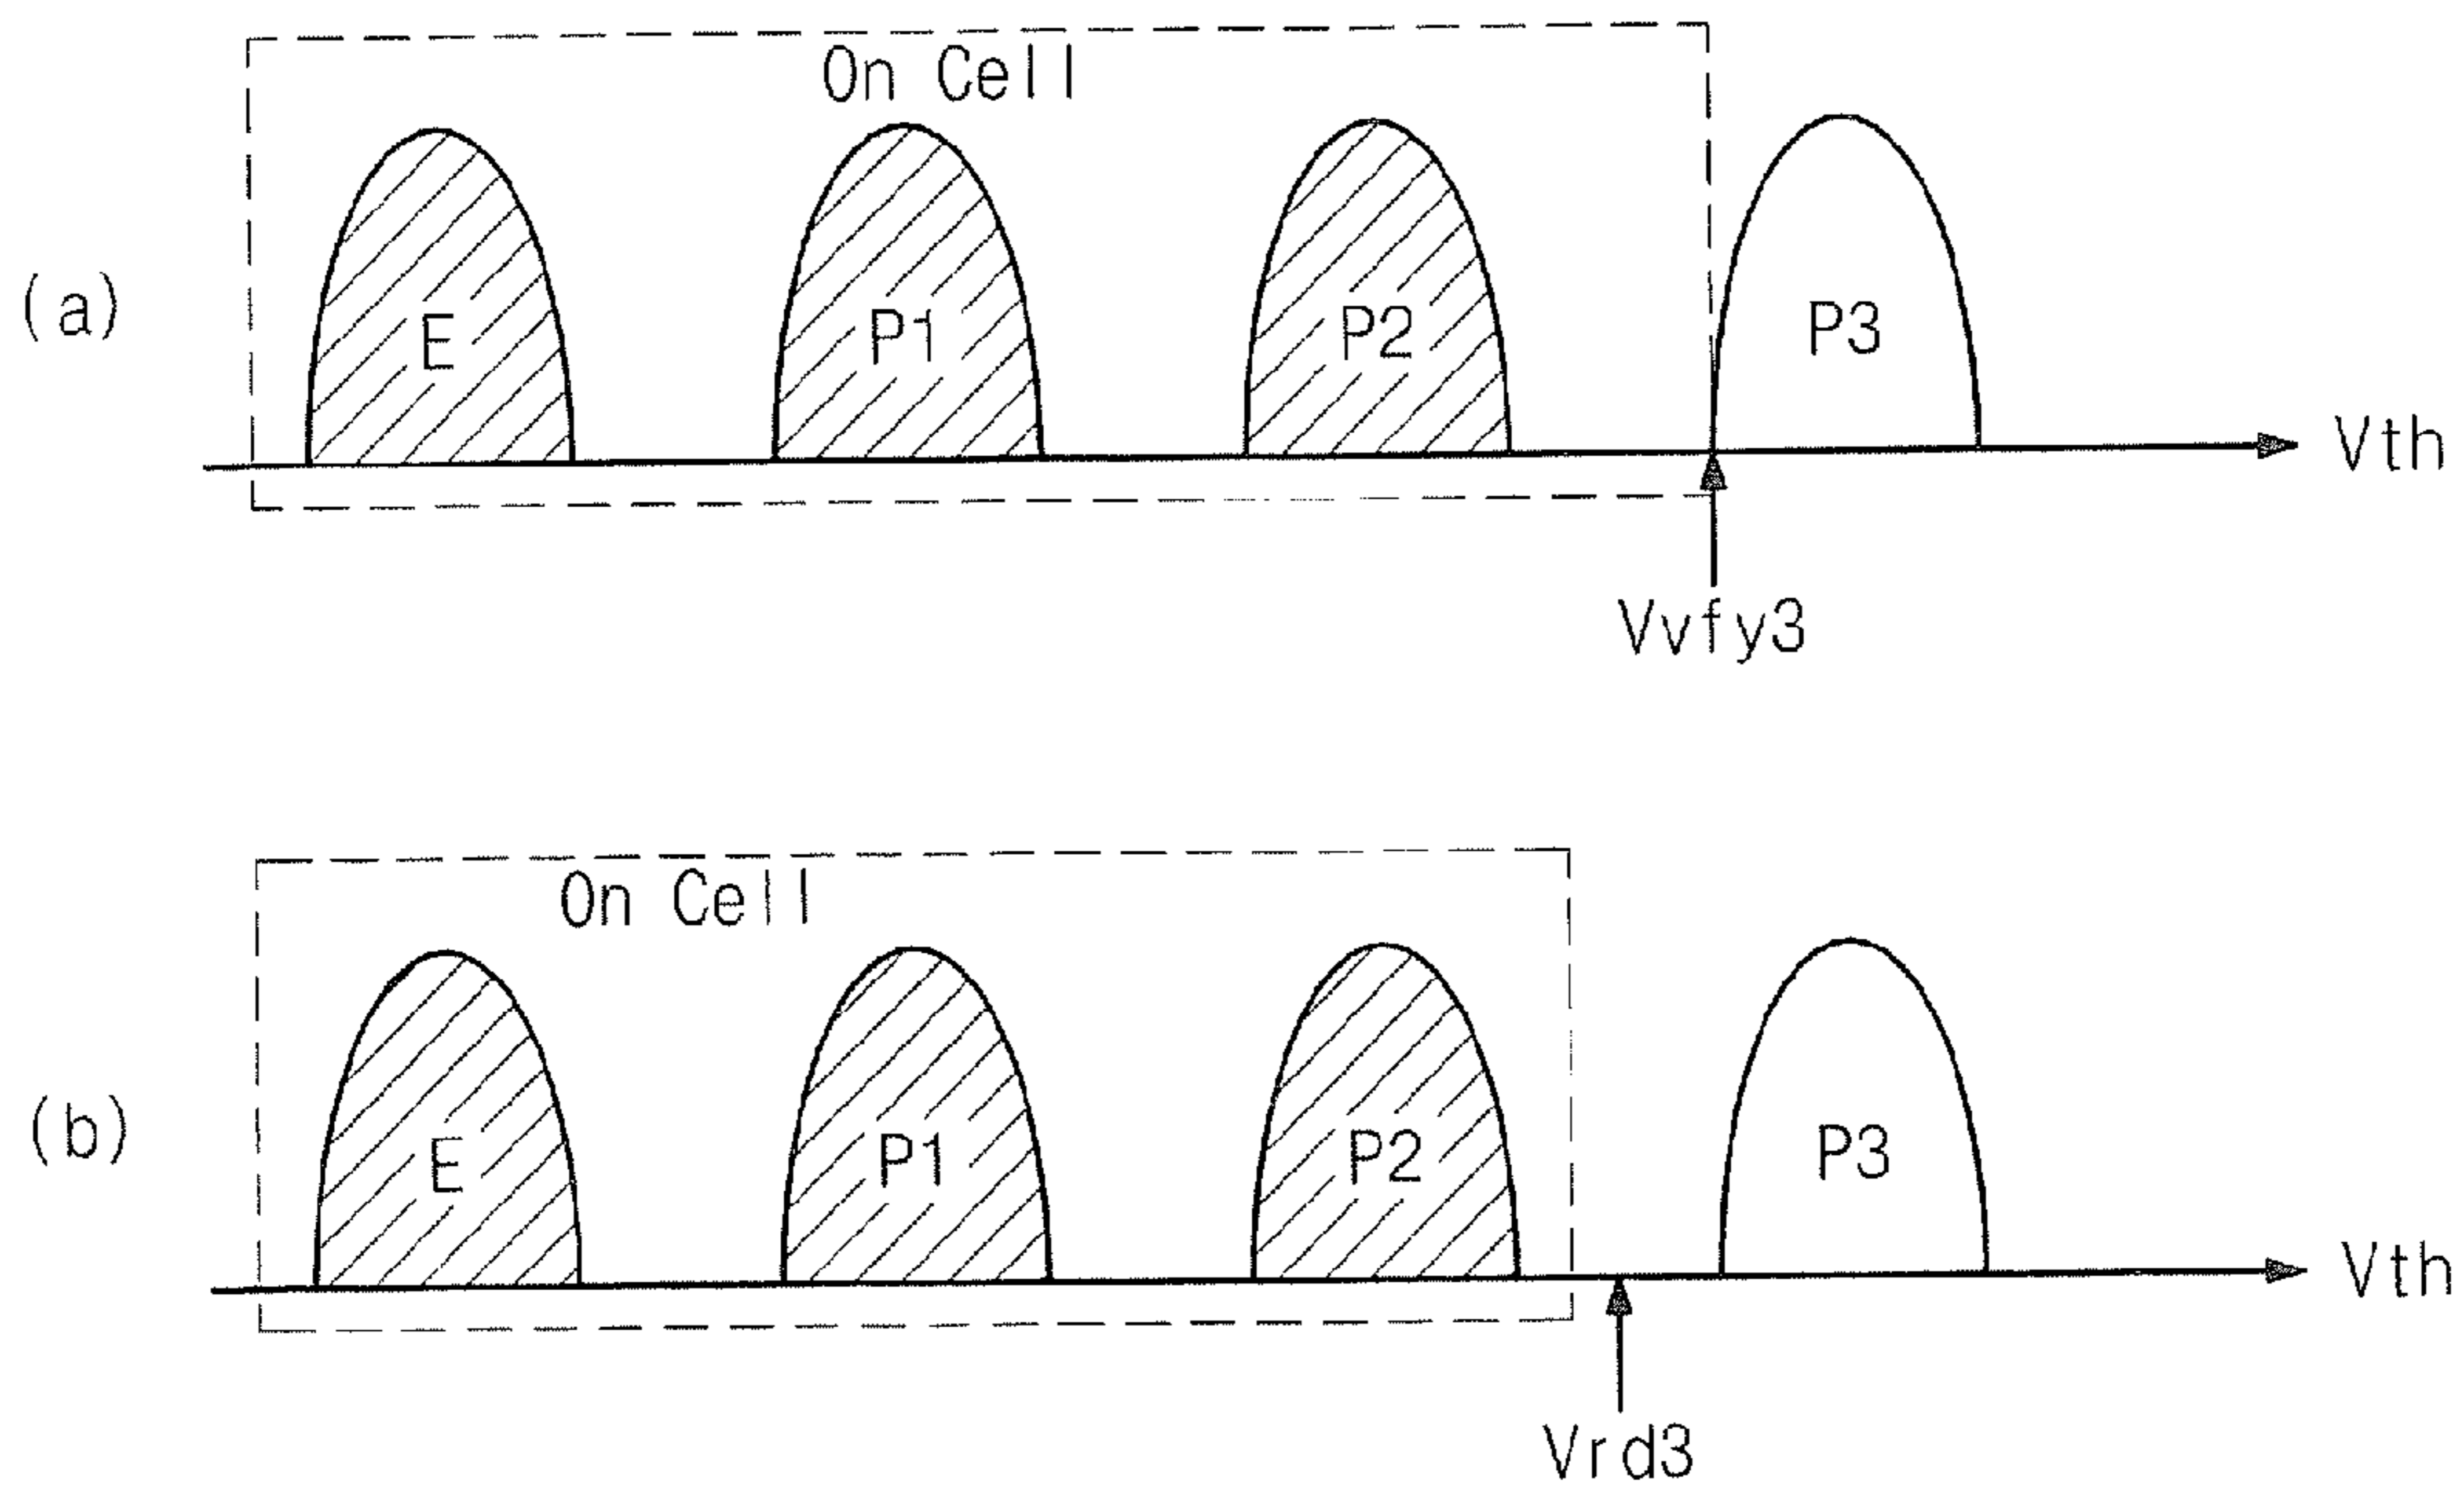 On Cell
(a)
E
P1
P2
P3
Vth
Vvfy3
On Cell
(b)
E
P1
P2
P3
Vth
Vrd3